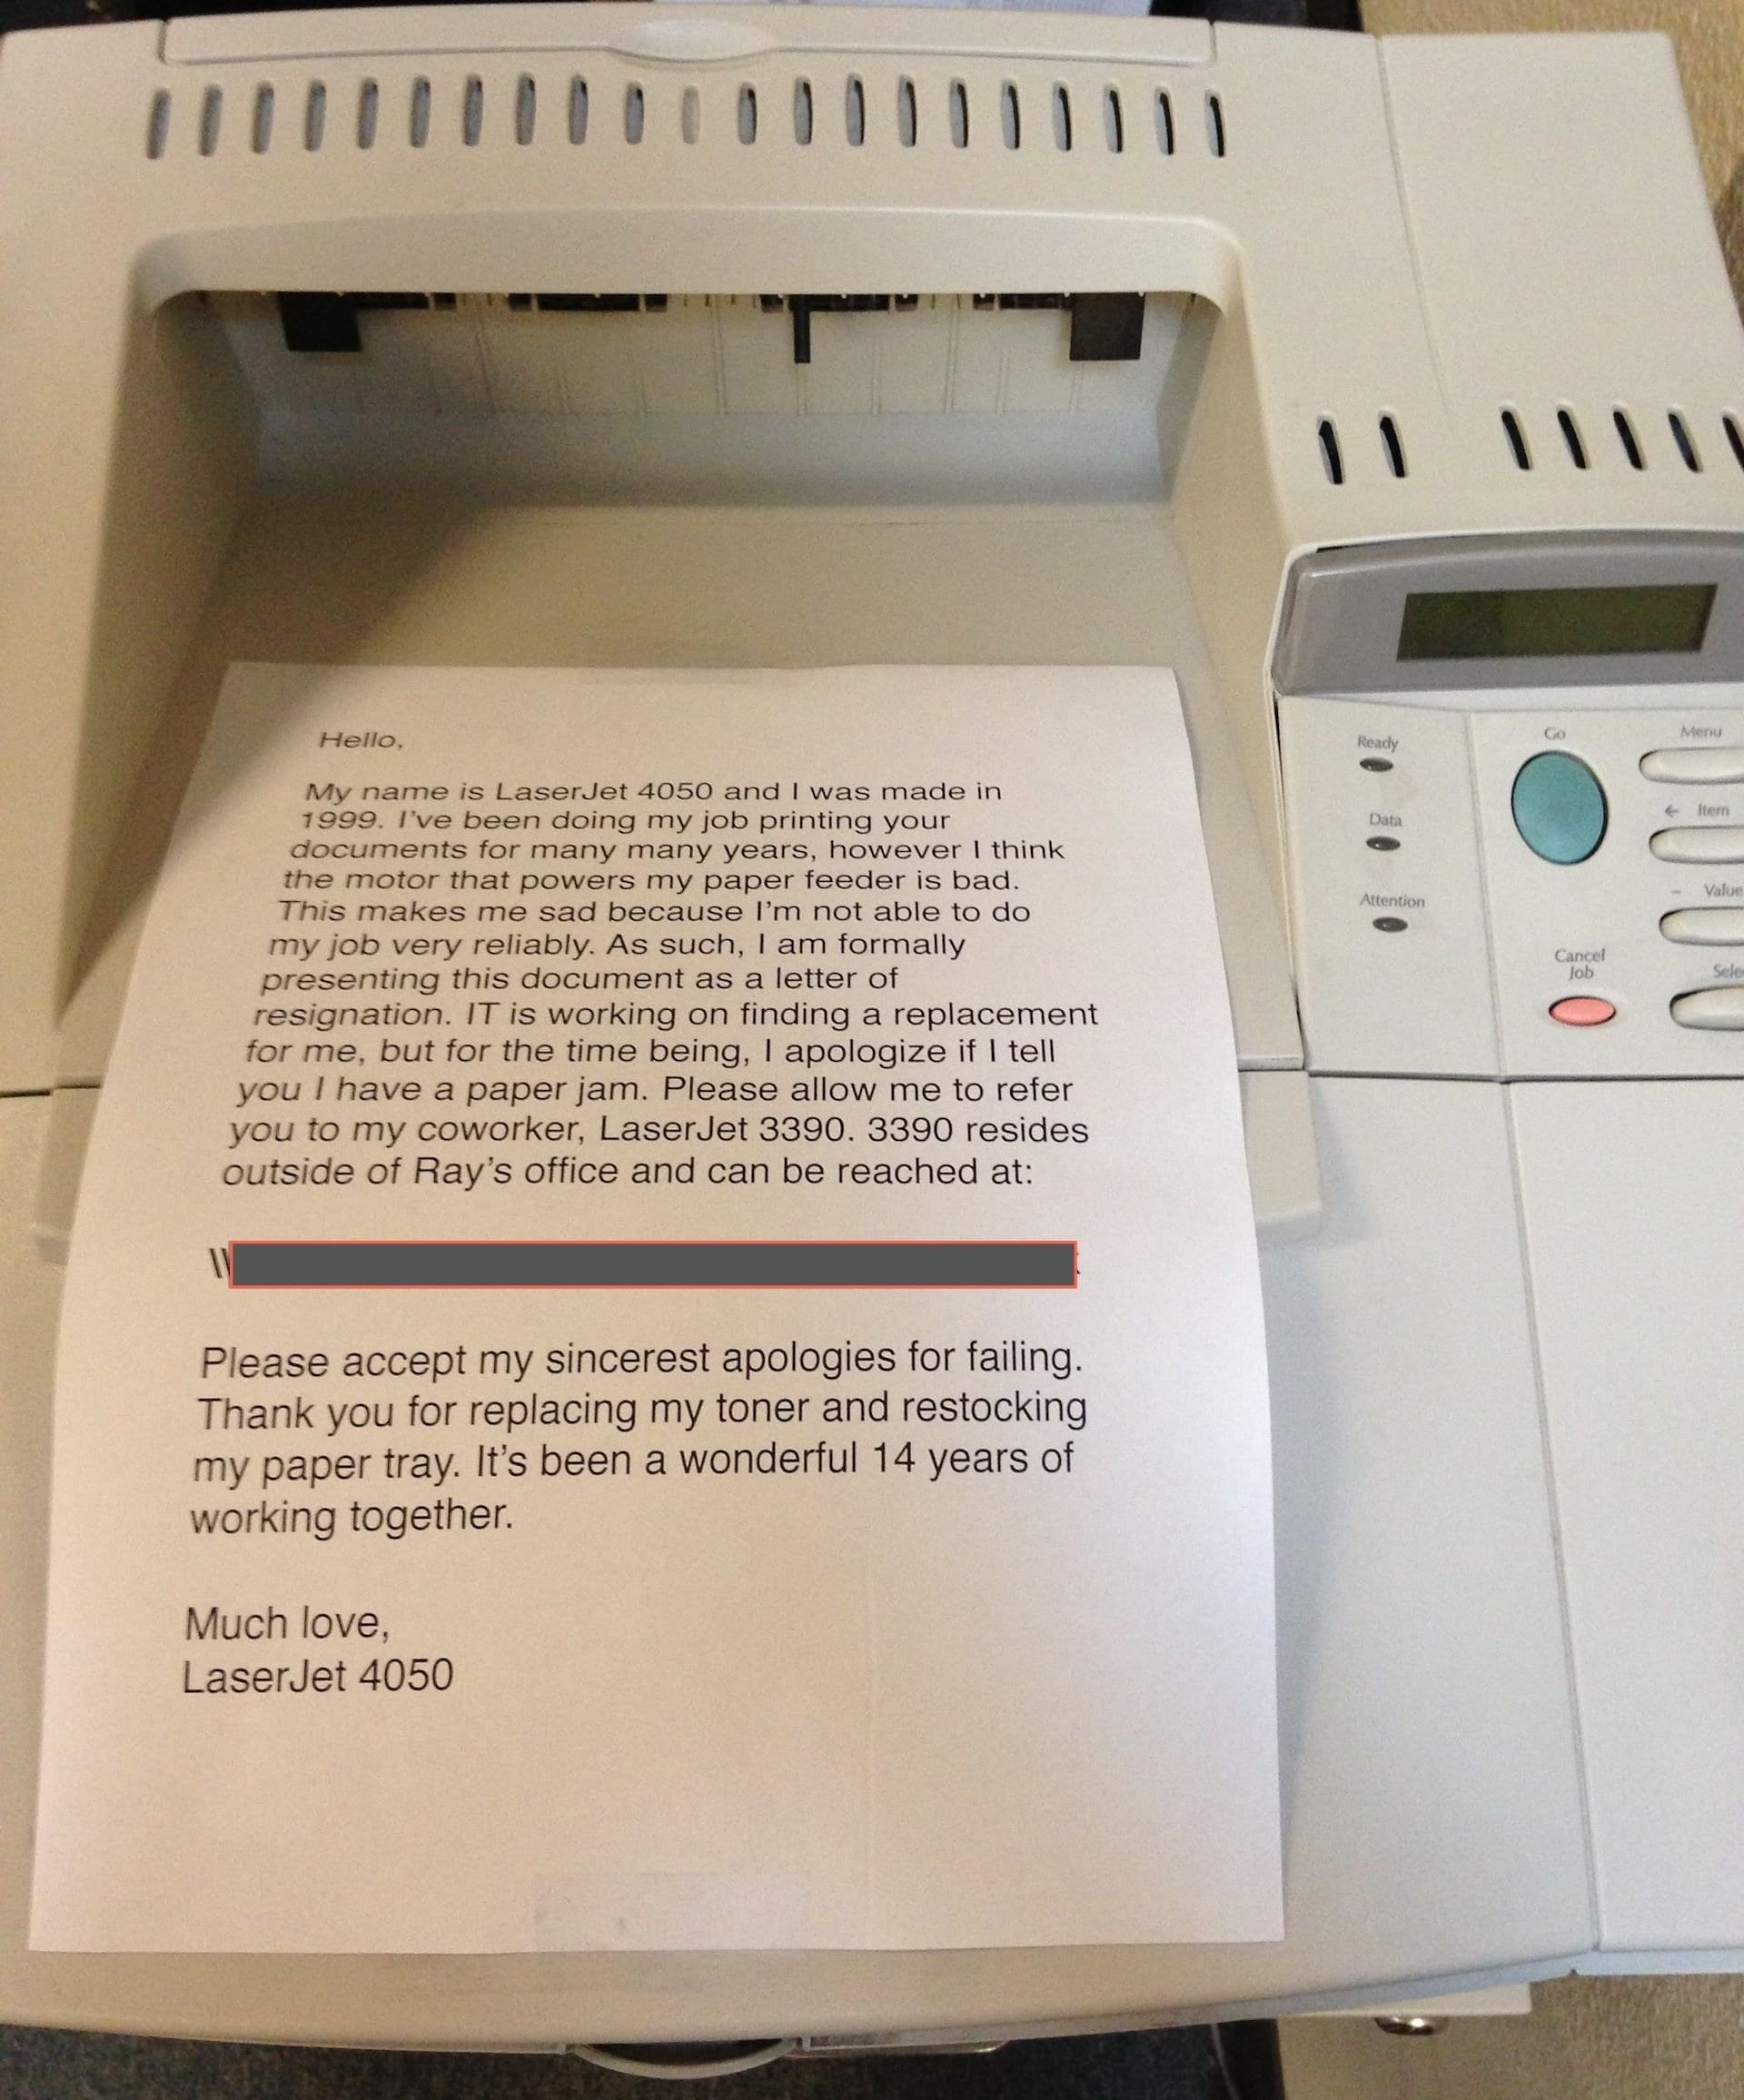 Hello,
My name is LaserJet 4050 and I was made in
1999. I've been doing my job printing your
documents for many many years, however I think
the motor that powers my paper feeder is bad.
This makes me sad because I'm not able to do
my job very reliably. As such, I am formally
presenting this document as a letter of
resignation. IT is working on finding a replacement
for me, but for the time being, I apologize if I tell
you I have a paper jam. Please allow me to refer
you to my coworker, LaserJet 3390. 3390 resides
outside of Ray's office and can be reached at:
\\
Please accept my sincerest apologies for failing.
Thank you for replacing my toner and restocking
my paper tray. It's been a wonderful 14 years of
working together.
Much love,
LaserJet 4050
Ready
Data
Attention
Go
Cancel
Job
Menu
← Item
- Value